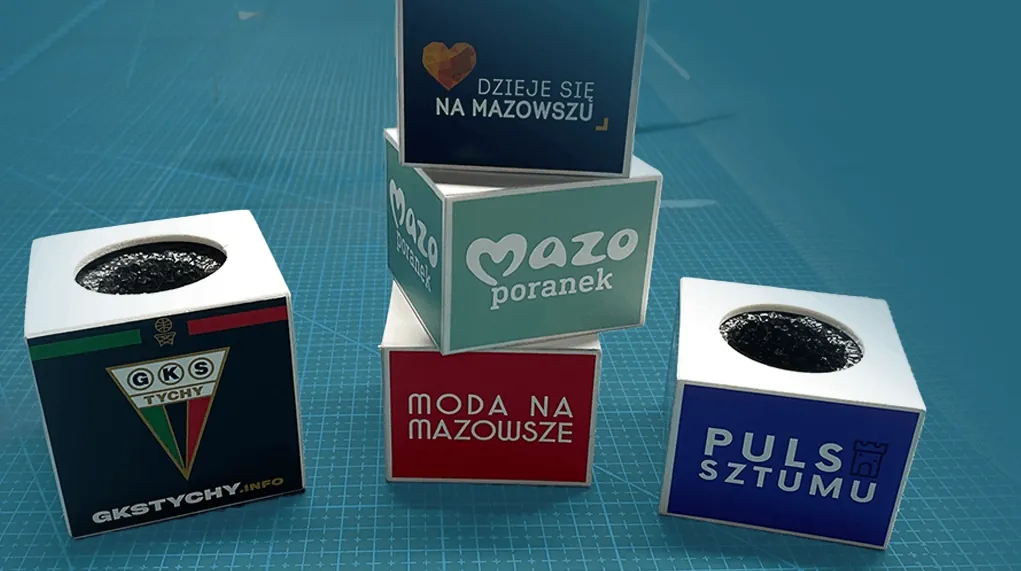 DZIEJE SIĘ
NA MAZOWSZU
mazo
poranek
mazo
poranek
MODA NA
MAZOWSZE
GKS
TYCHY
GKSTYCHY.INFO
PULS
SZTUMU